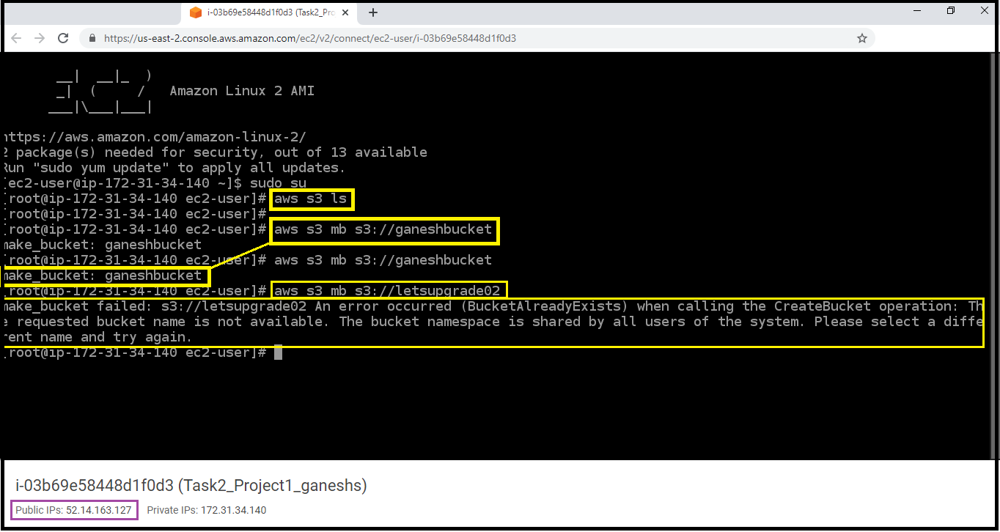 i-03b69e58448d1f0d3 (Task2_Pro
https://us-east-2.console.aws.amazon.com/ec2/v2/connect/ec2-user/i-03b69e58448d1f0d3
__|  __|_  )
_|  (     /   Amazon Linux 2 AMI
___|\___|___|
https://aws.amazon.com/amazon-linux-2/
2 package(s) needed for security, out of 13 available
Run "sudo yum update" to apply all updates.
[ec2-user@ip-172-31-34-140 ~]$ sudo su
[root@ip-172-31-34-140 ec2-user]# aws s3 ls
[root@ip-172-31-34-140 ec2-user]#
[root@ip-172-31-34-140 ec2-user]# aws s3 mb s3://ganeshbucket
make_bucket: ganeshbucket
[root@ip-172-31-34-140 ec2-user]# aws s3 mb s3://ganeshbucket
make_bucket: ganeshbucket
[root@ip-172-31-34-140 ec2-user]# aws s3 mb s3://letsupgrade02
make_bucket failed: s3://letsupgrade02 An error occurred (BucketAlreadyExists) when calling the CreateBucket operation: Th
e requested bucket name is not available. The bucket namespace is shared by all users of the system. Please select a diffe
rent name and try again.
[root@ip-172-31-34-140 ec2-user]#
i-03b69e58448d1f0d3 (Task2_Project1_ganeshs)
Public IPs: 52.14.163.127 Private IPs: 172.31.34.140